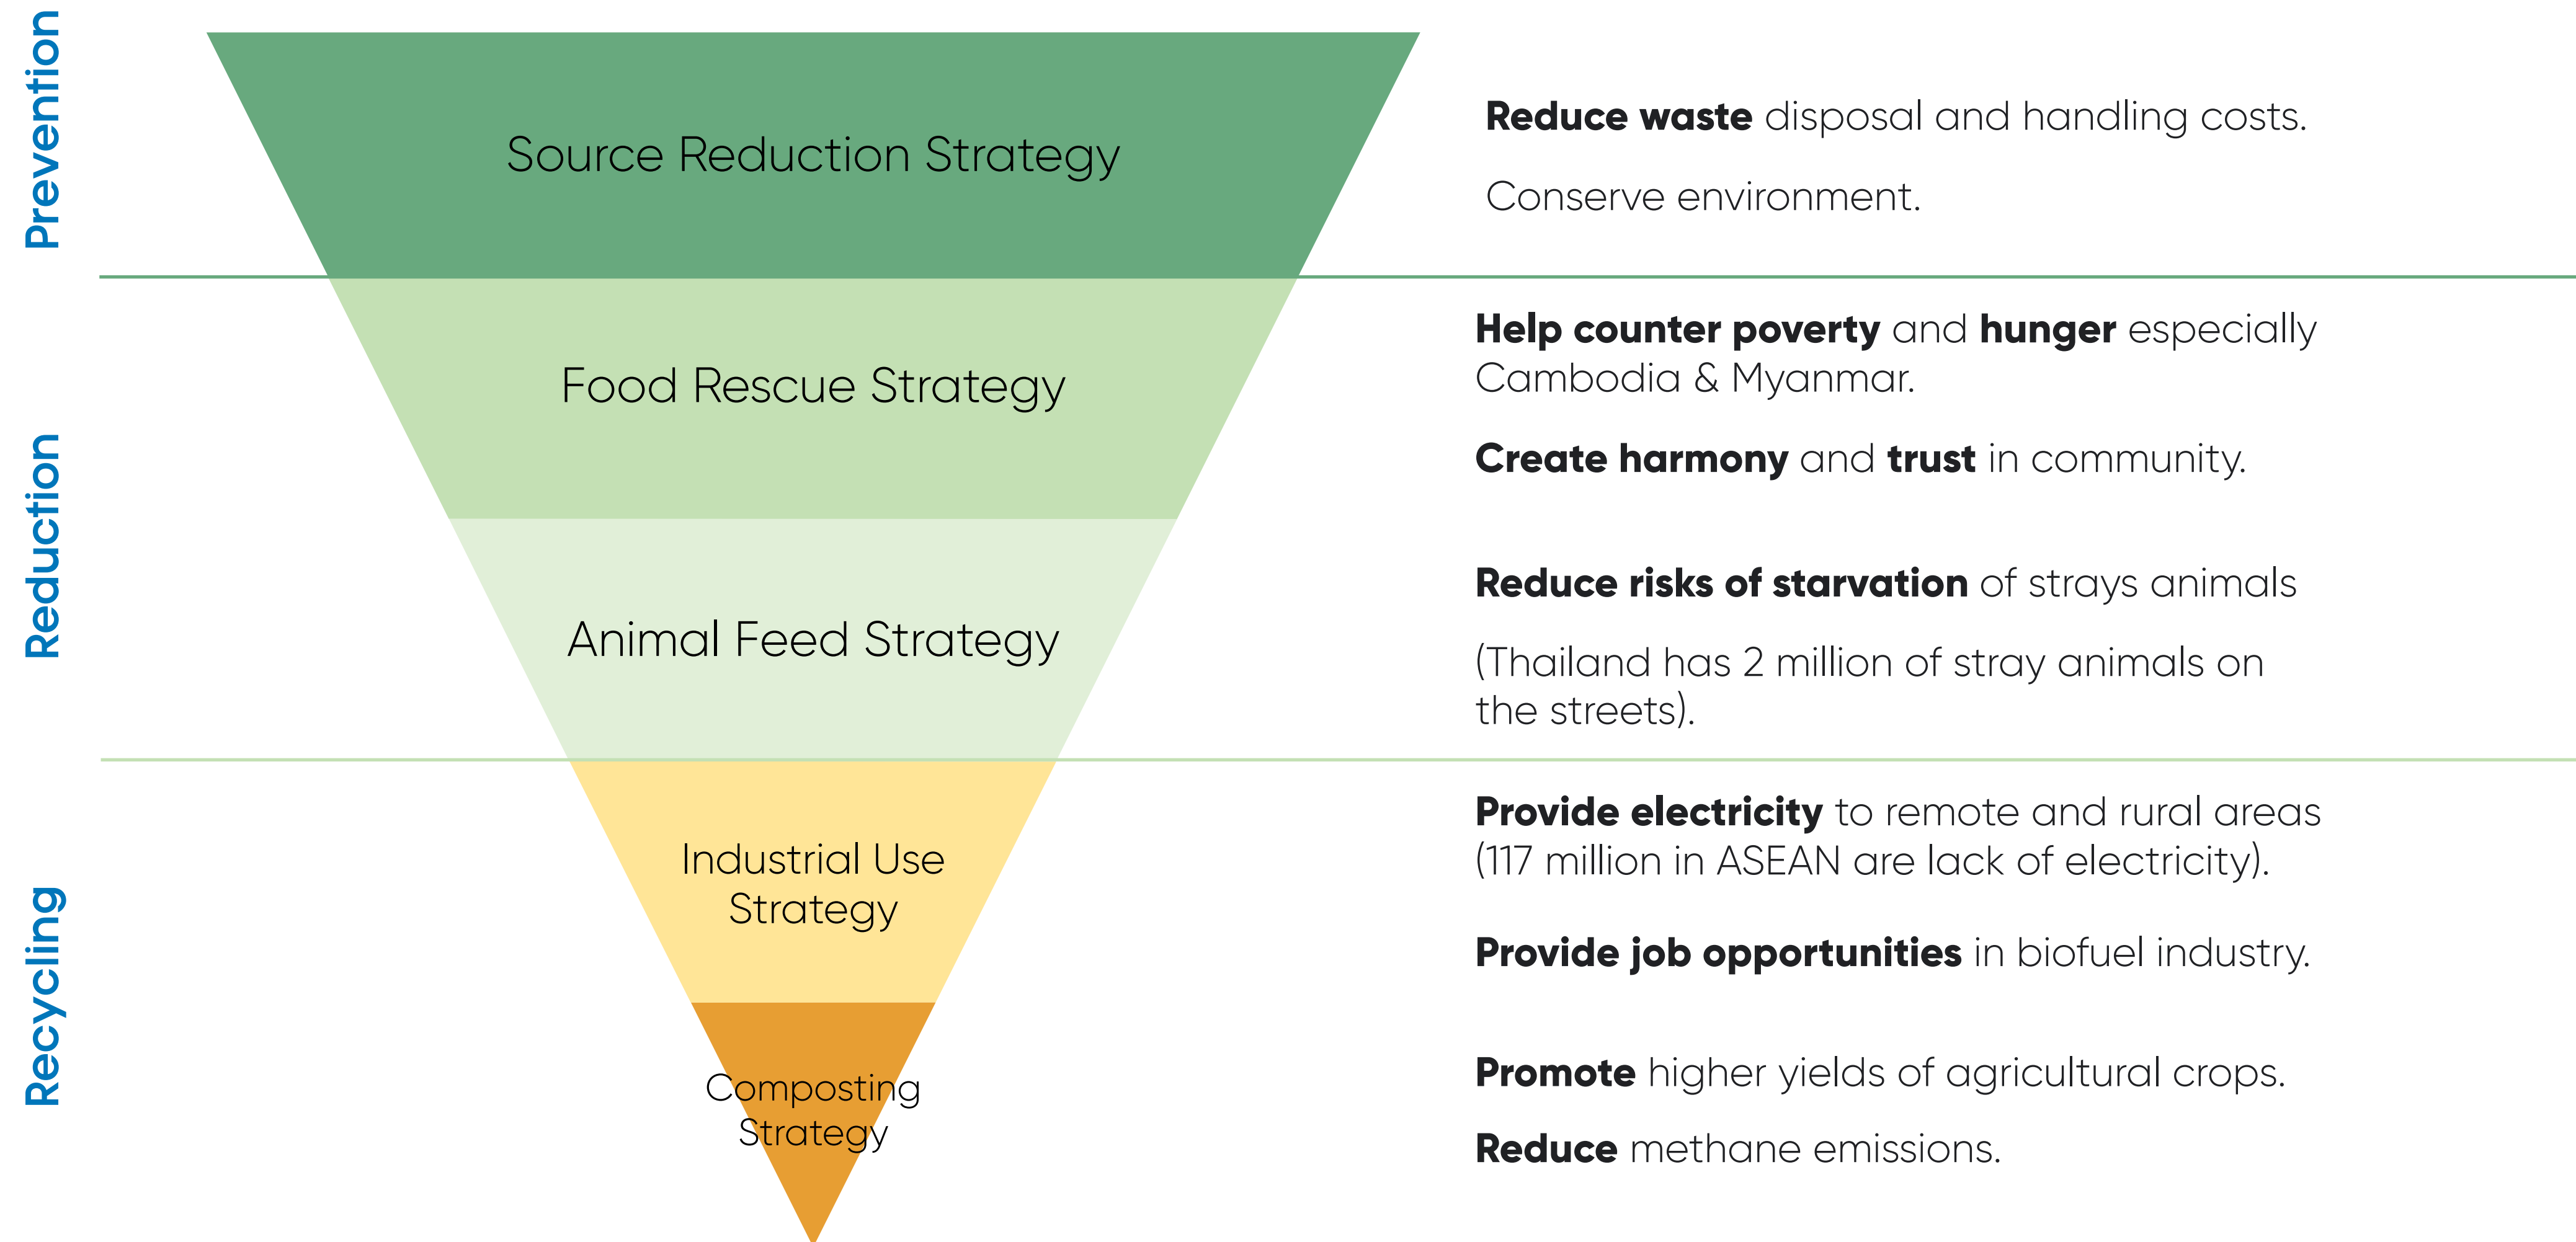 Prevention
Source Reduction Strategy
Reduce waste disposal and handling costs.
Conserve environment.
Reduction
Food Rescue Strategy
Help counter poverty and hunger especially
Cambodia & Myanmar.
Create harmony and trust in community.
Animal Feed Strategy
Reduce risks of starvation of strays animals
(Thailand has 2 million of stray animals on
the streets).
Recycling
Industrial Use
Strategy
Provide electricity to remote and rural areas
(117 million in ASEAN are lack of electricity).
Provide job opportunities in biofuel industry.
Composting
Strategy
Promote higher yields of agricultural crops.
Reduce methane emissions.